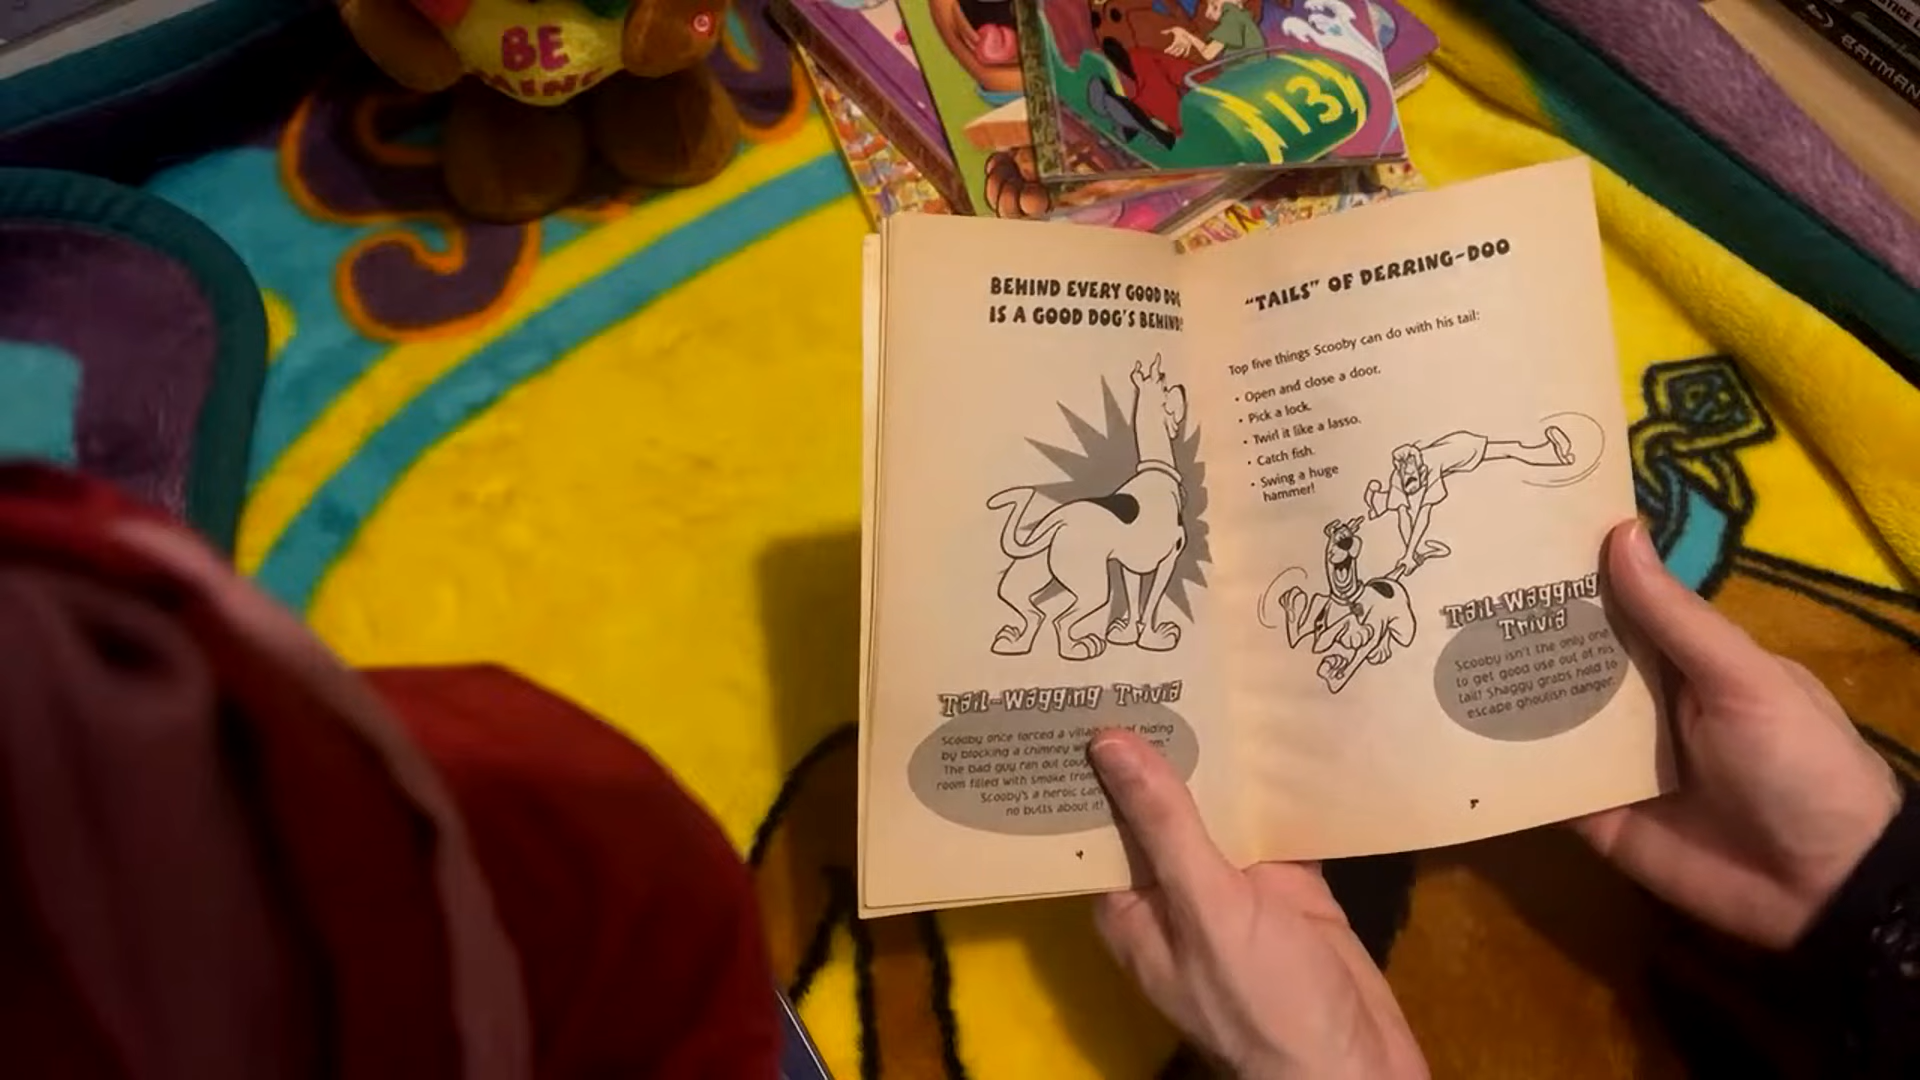 BE
MINE
13
JUSTICE
BATMAN
BEHIND EVERY GOOD DOG
IS A GOOD DOG'S BEHIND!
Tail-Wagging Trivia
Scooby once forced a villain of hiding
by blocking a chimney
The bad guy ran out
room filled with smoke from
Scooby's a heroic
no butts about it!
4
"TAILS" OF DERRING-DOO
Top five things Scooby can do with his tail:
• Open and close a door.
• Pick a lock.
• Twirl it like a lasso.
• Catch fish.
• Swing a huge
hammer!
Tail-Wagging
Trivia
Scooby isn't the only one
to get good use out of his
tail! Shaggy grabs hold to
escape ghoulish danger.
5